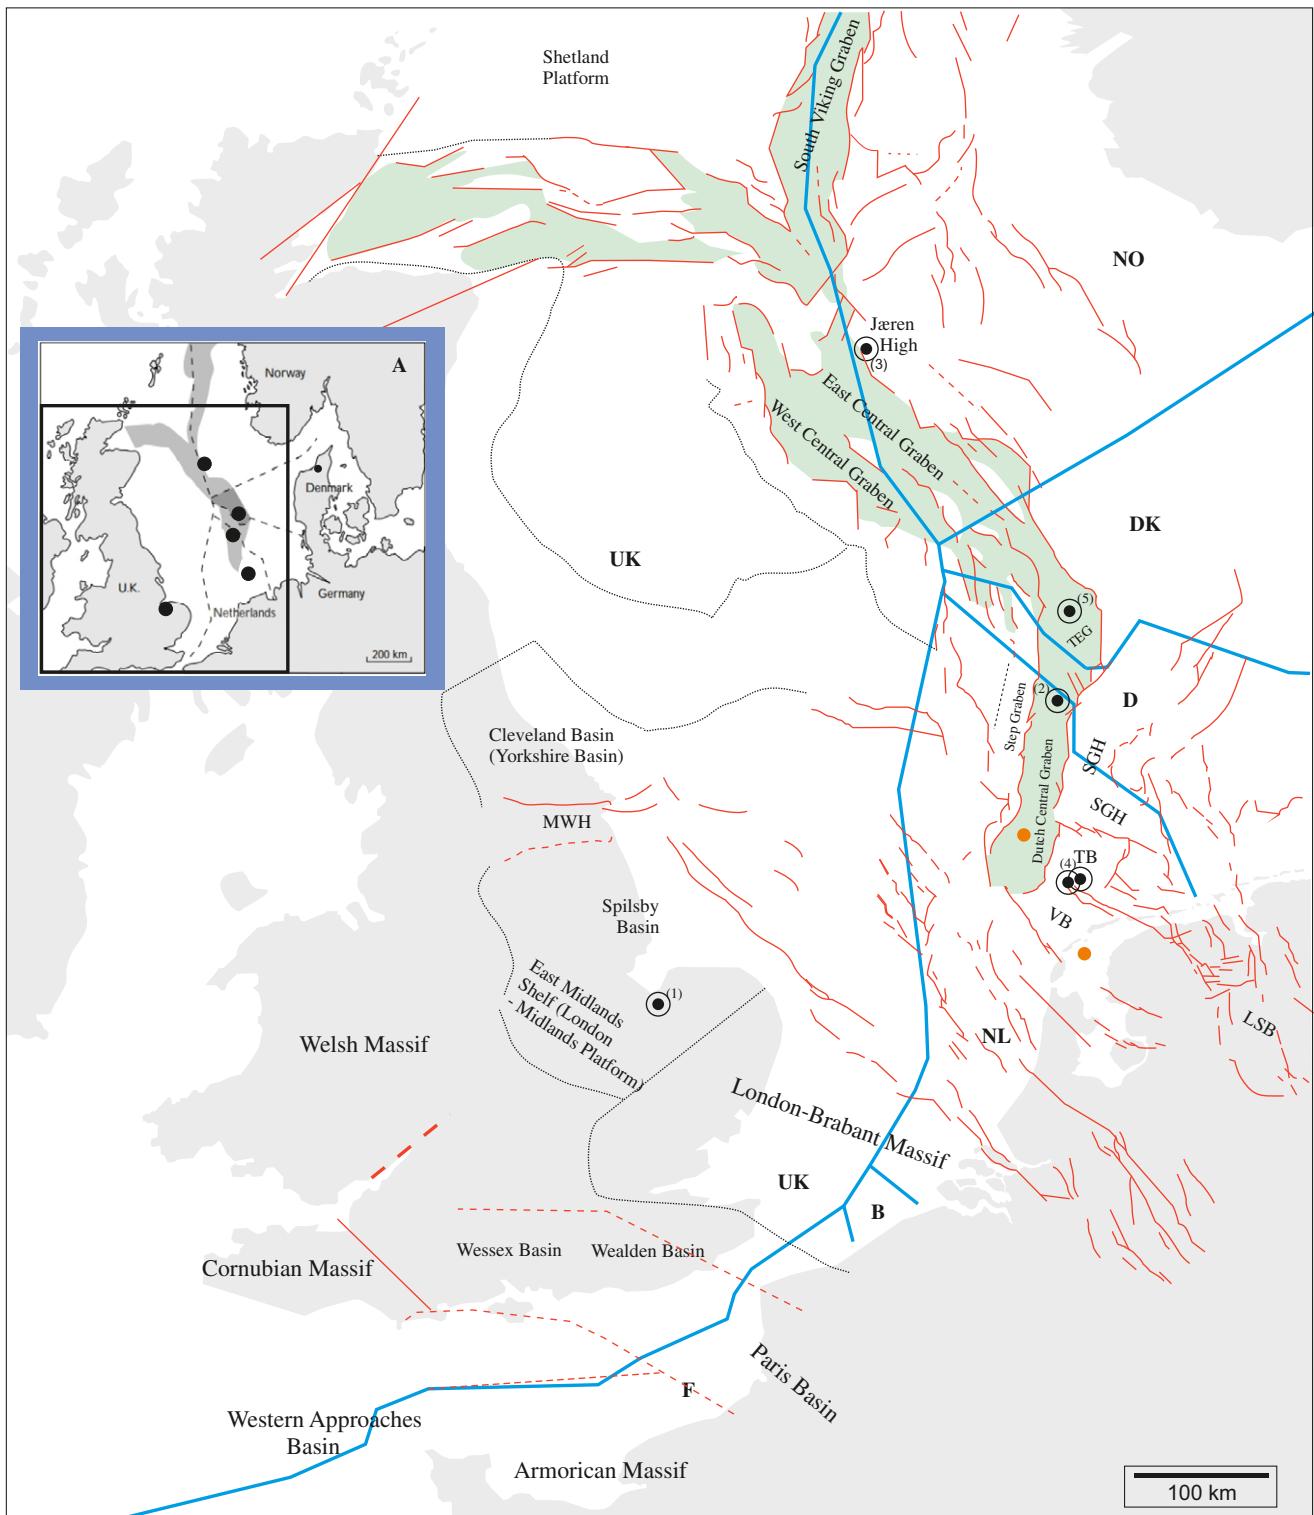 Shetland
Platform
South Viking Graben
NO
Jæren
High
(3)
East Central Graben
West Central Graben
A
Norway
Denmark
U.K.
Germany
Netherlands
200 km
UK
DK
(5)
TEG
(2)
D
Step Graben
SGH
Dutch Central Graben
SGH
Cleveland Basin
(Yorkshire Basin)
MWH
(4)
TB
VB
Spilsby
Basin
East Midlands
Shelf (London
- Midlands Platform)
(1)
LSB
Welsh Massif
NL
London-Brabant Massif
UK
B
Wessex Basin
Wealden Basin
Cornubian Massif
Paris Basin
F
Western Approaches
Basin
Armorican Massif
100 km